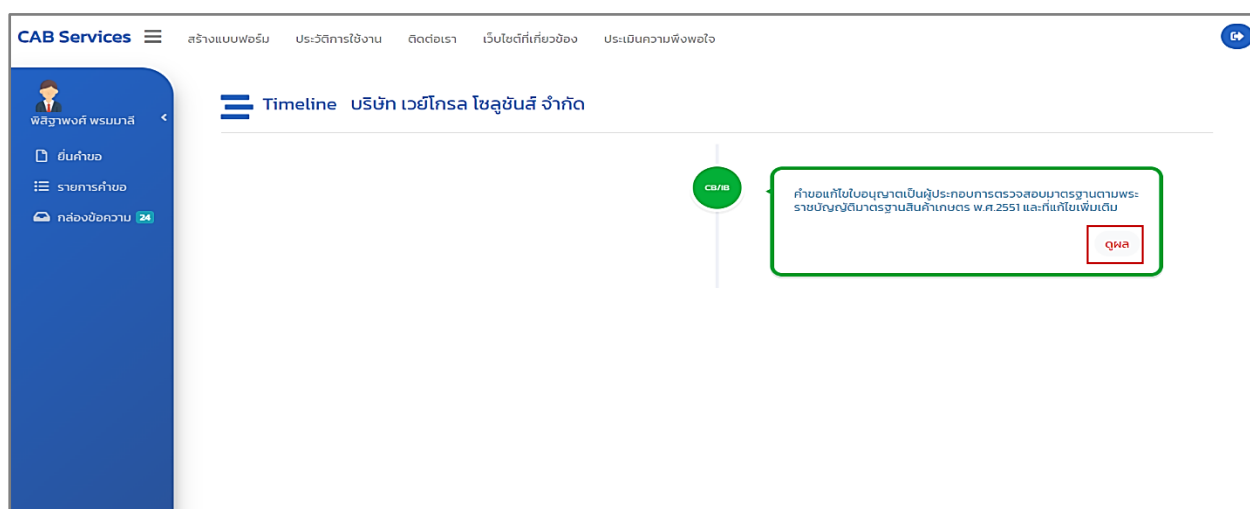 CAB Services สร้างแบบฟอร์ม ประวัติการใช้งาน ติดต่อเรา เว็บไซต์ที่เกี่ยวข้อง ประเมินความพึงพอใจ
พิสิฐาพงศ์ พรมมาลี
ยื่นคำขอ
รายการคำขอ
กล่องข้อความ 24
Timeline บริษัท เวย์โกรล โซลูชันส์ จำกัด
CB/IB
คำขอแก้ไขใบอนุญาตเป็นผู้ประกอบการตรวจสอบมาตรฐานตามพระ
ราชบัญญัติมาตรฐานสินค้าเกษตร พ.ศ.2551 และที่แก้ไขเพิ่มเติม
ดูผล